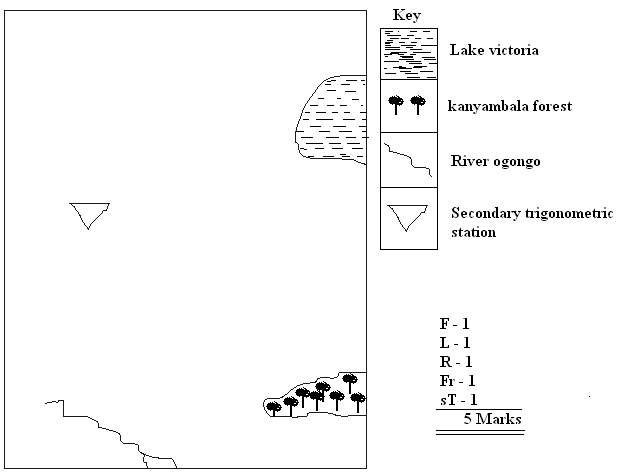 Key
Lake victoria
kanyambala forest
River ogongo
Secondary trigonometric
station
F - 1
L - 1
R - 1
Fr - 1
sT - 1
5 Marks